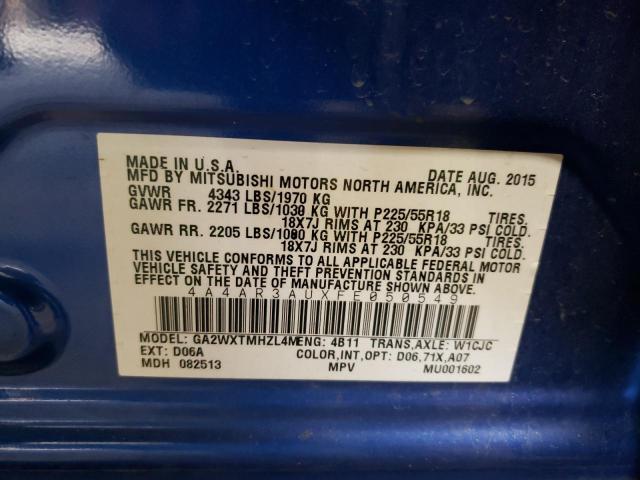 MADE IN U.S.A. DATE AUG. 2015
MFD BY MITSUBISHI MOTORS NORTH AMERICA, INC.
GVWR 4343 LBS/1970 KG
GAWR FR. 2271 LBS/1030 KG WITH P225/55R18 TIRES.
18X7J RIMS AT 230 KPA/33 PSI COLD.
GAWR RR. 2205 LBS/1000 KG WITH P225/55R18 TIRES.
18X7J RIMS AT 230 KPA/33 PSI COLD.
THIS VEHICLE CONFORMS TO ALL APPLICABLE FEDERAL MOTOR
VEHICLE SAFETY AND THEFT PREVENTION STANDARDS IN
EFFECT ON THE DATE OF MANUFACTURE SHOWN ABOVE.
4A4AR3AUXFE050549
MODEL: GA2WXTMHZL4M ENG: 4B11 TRANS,AXLE: W1CJC
EXT: D06A COLOR,INT,OPT: D06,71X,A07
MDH 082513 MPV MU001602